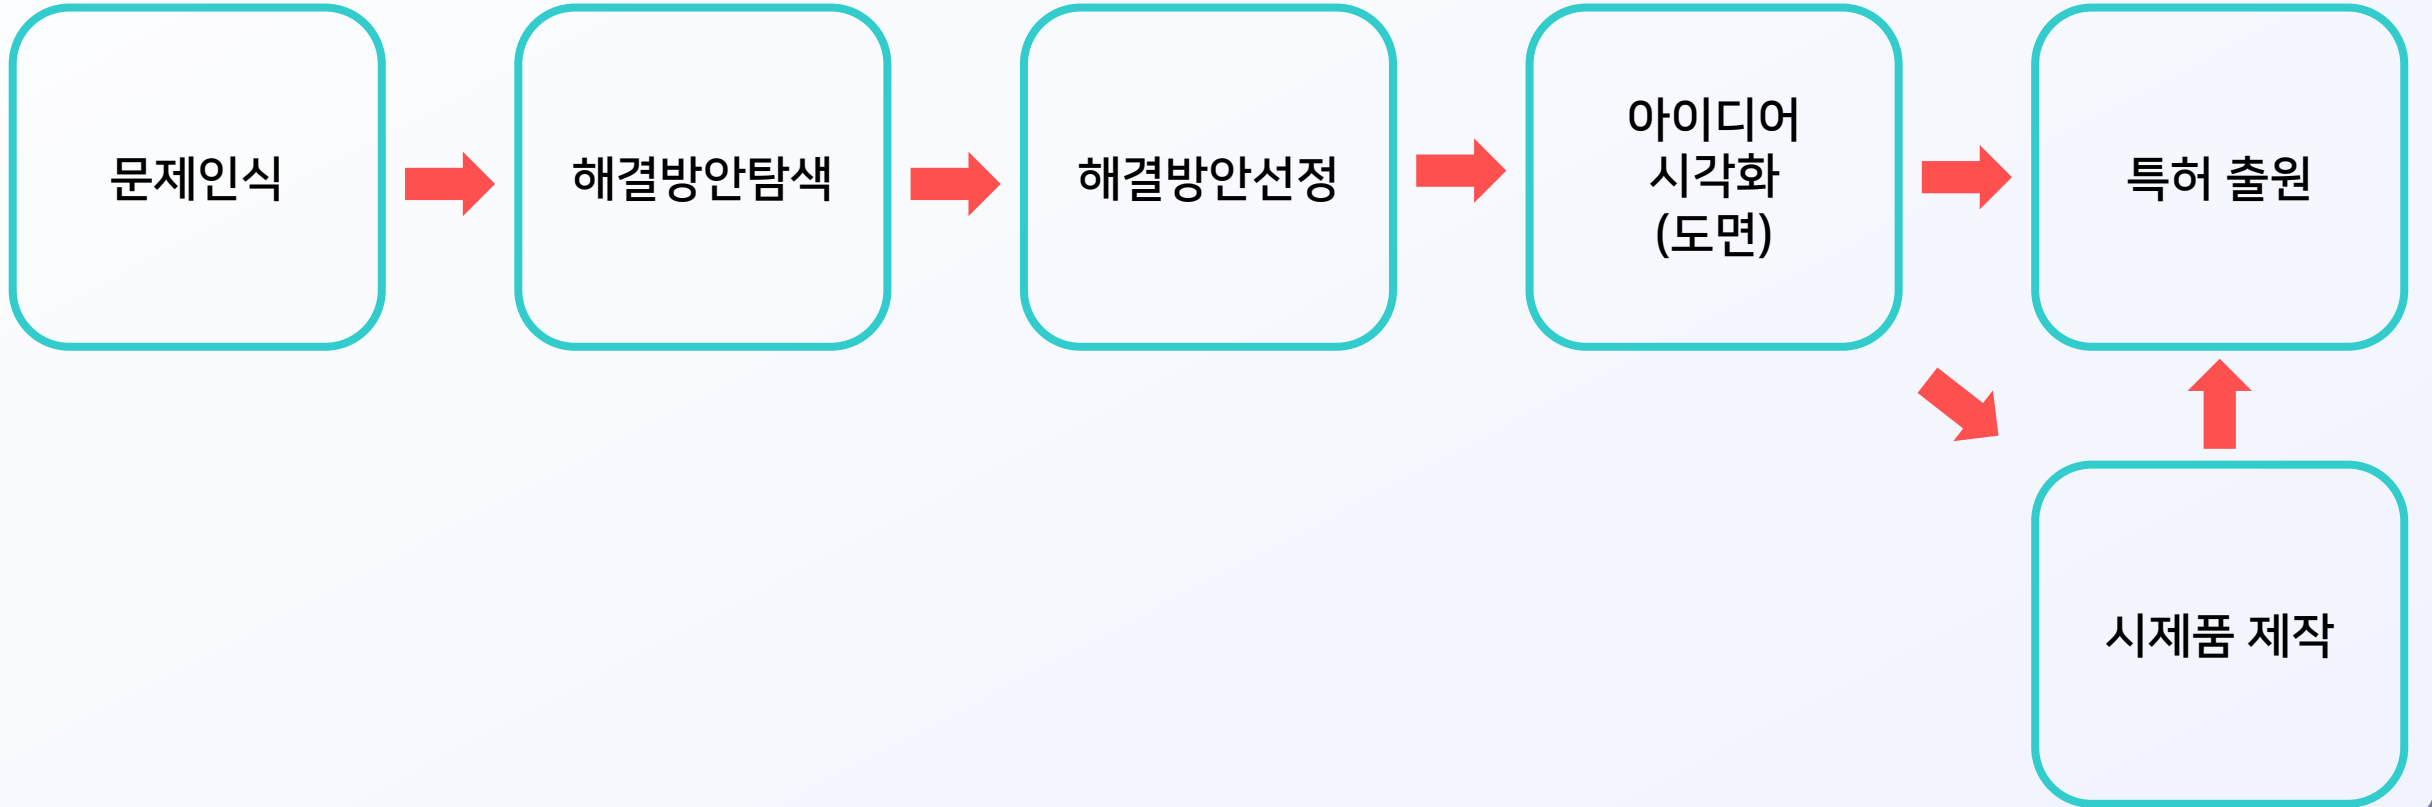 문제인식
해결방안탐색
해결방안선정
아이디어
시각화
(도면)
특허 출원
시제품 제작